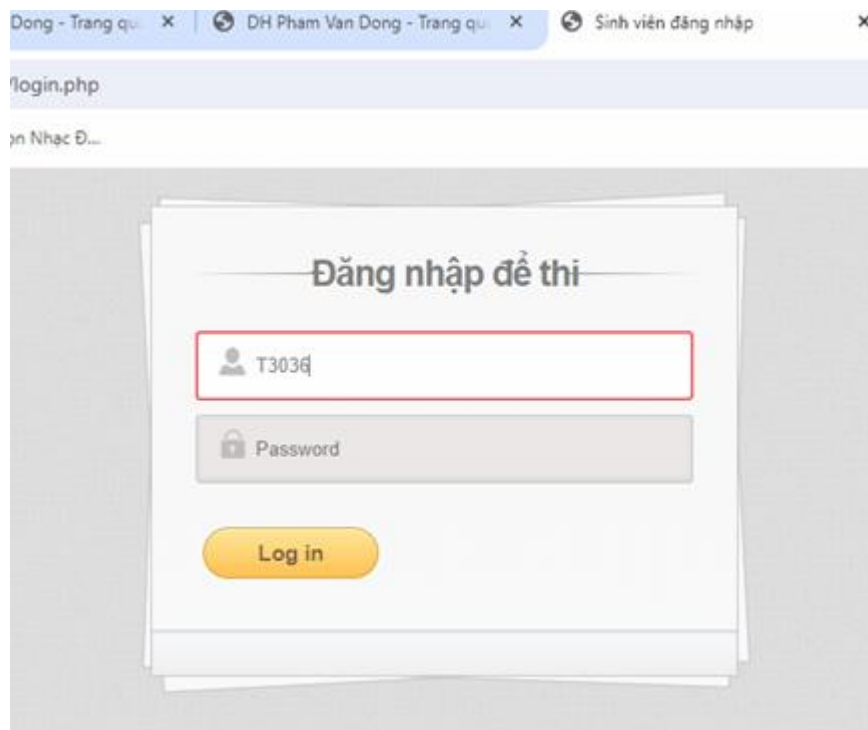 Dong - Trang qu
DH Pham Van Dong - Trang qu
Sinh viên đăng nhập
/login.php
Nhạc Đ...
Đăng nhập để thi
T3036
Password
Log in